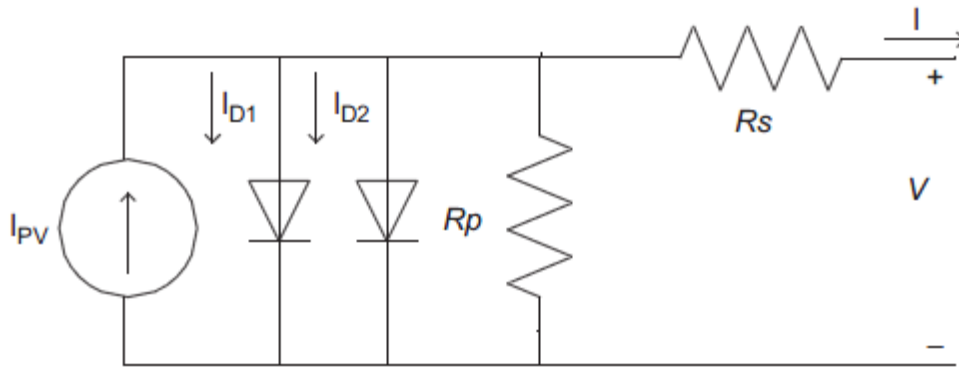 I
+
I_D1
I_D2
Rs
I_PV
Rp
V
–